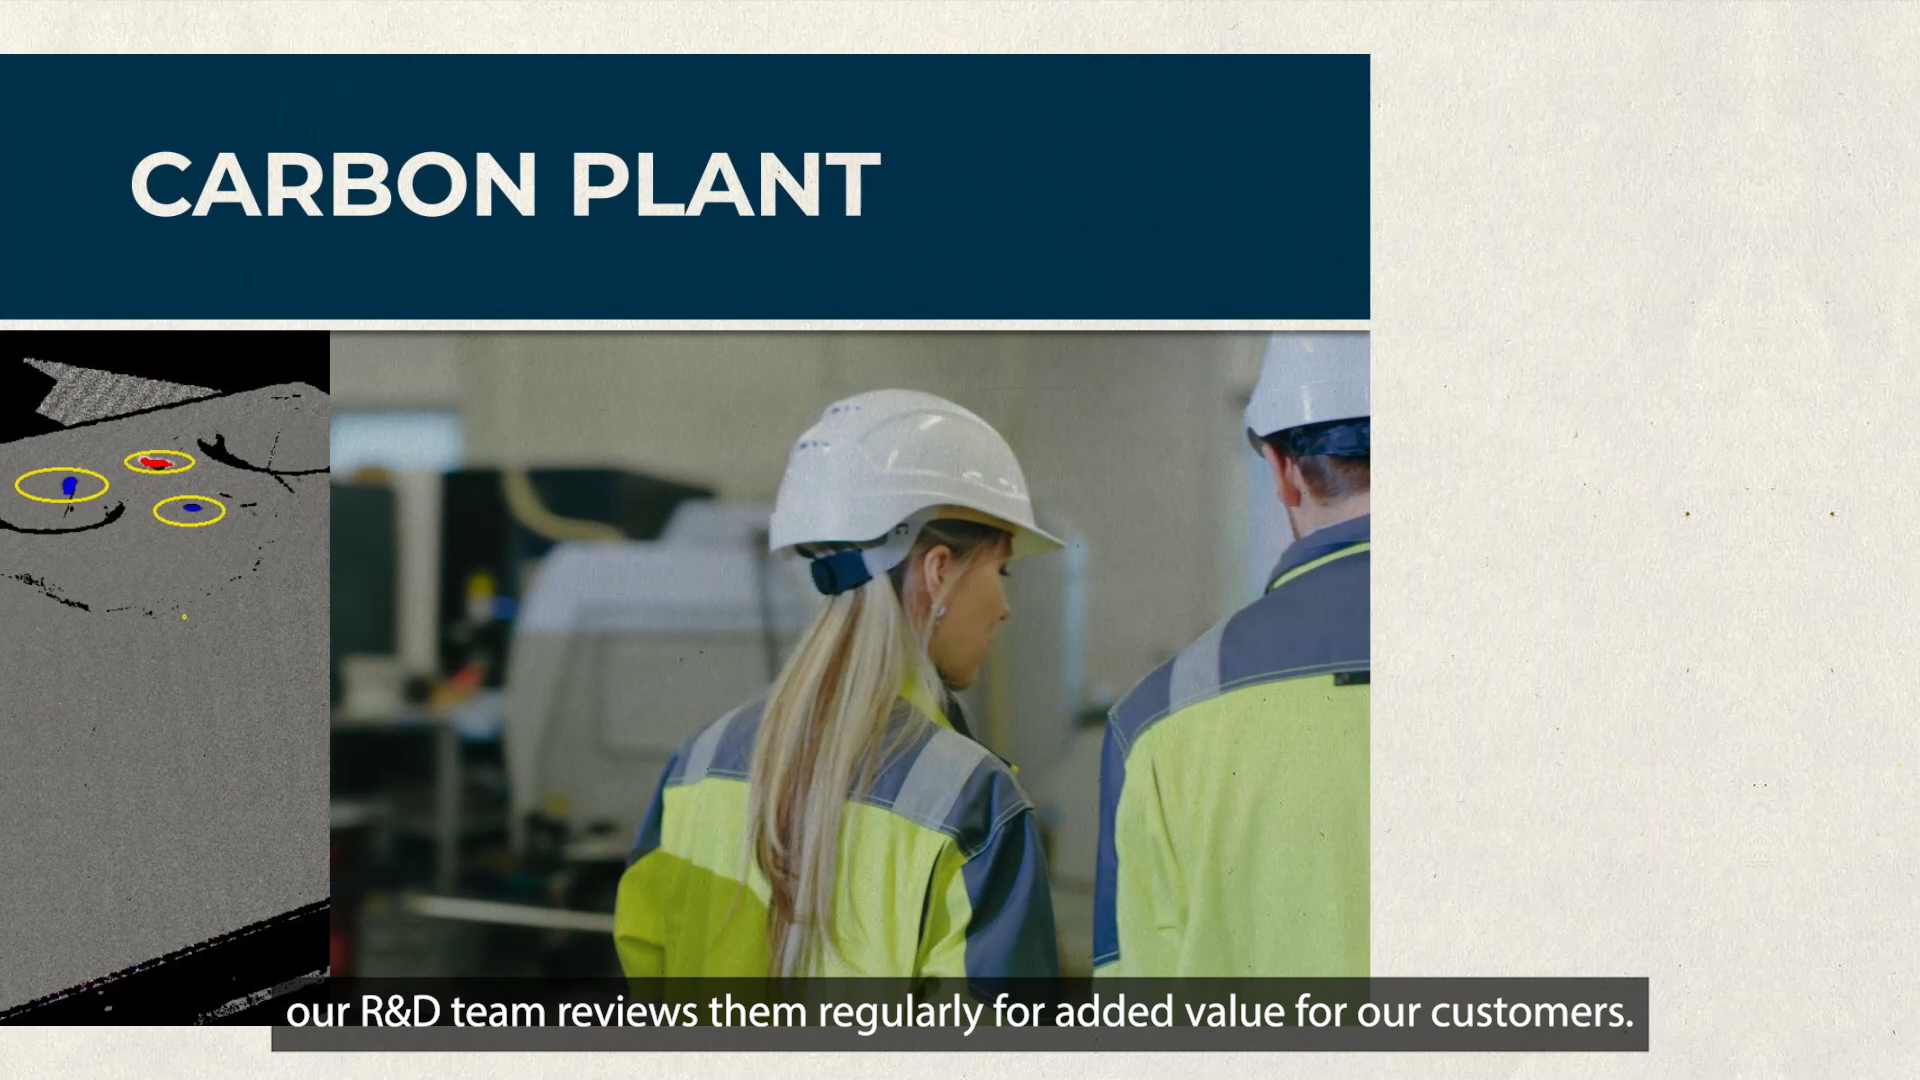 CARBON PLANT
our R&D team reviews them regularly for added value for our customers.